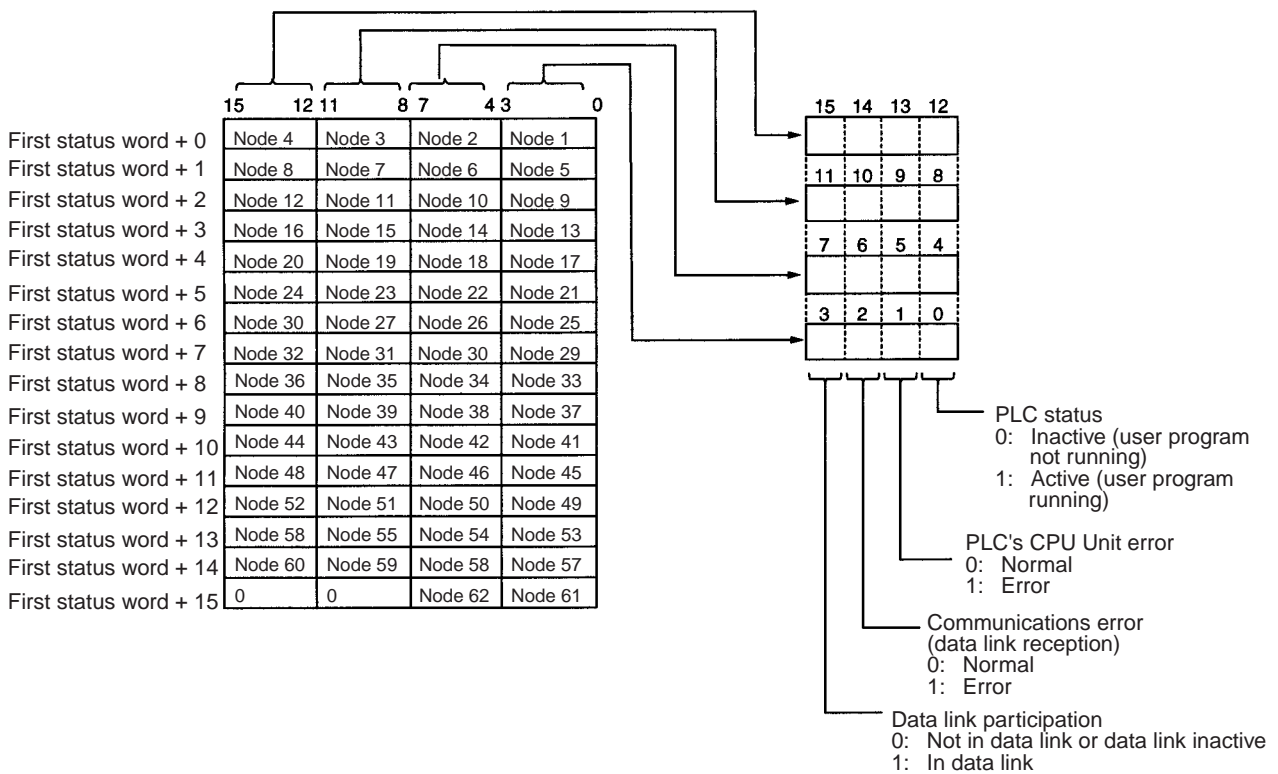 15 12 11 8 7 4 3 0
First status word + 0 Node 4 Node 3 Node 2 Node 1
First status word + 1 Node 8 Node 7 Node 6 Node 5
First status word + 2 Node 12 Node 11 Node 10 Node 9
First status word + 3 Node 16 Node 15 Node 14 Node 13
First status word + 4 Node 20 Node 19 Node 18 Node 17
First status word + 5 Node 24 Node 23 Node 22 Node 21
First status word + 6 Node 30 Node 27 Node 26 Node 25
First status word + 7 Node 32 Node 31 Node 30 Node 29
First status word + 8 Node 36 Node 35 Node 34 Node 33
First status word + 9 Node 40 Node 39 Node 38 Node 37
First status word + 10 Node 44 Node 43 Node 42 Node 41
First status word + 11 Node 48 Node 47 Node 46 Node 45
First status word + 12 Node 52 Node 51 Node 50 Node 49
First status word + 13 Node 58 Node 55 Node 54 Node 53
First status word + 14 Node 60 Node 59 Node 58 Node 57
First status word + 15 0 0 Node 62 Node 61
15 14 13 12
11 10 9 8
7 6 5 4
3 2 1 0
PLC status
0: Inactive (user program
not running)
1: Active (user program
running)
PLC's CPU Unit error
0: Normal
1: Error
Communications error
(data link reception)
0: Normal
1: Error
Data link participation
0: Not in data link or data link inactive
1: In data link